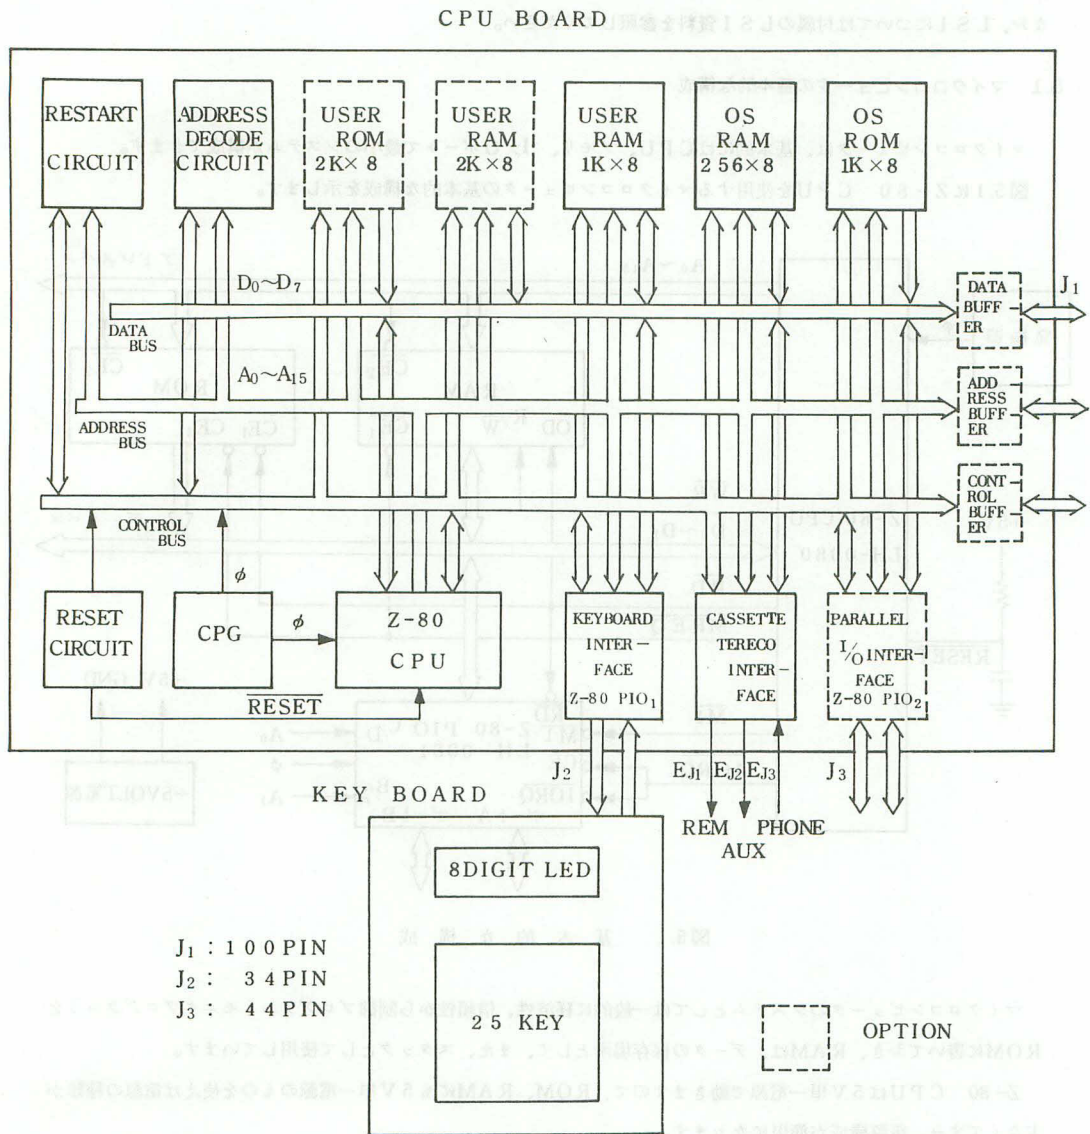 CPU BOARD
RESTART
CIRCUIT
ADDRESS
DECODE
CIRCUIT
USER
ROM
2K×8
USER
RAM
2K×8
USER
RAM
1K×8
OS
RAM
256×8
OS
ROM
1K×8
D₀~D₇
DATA
BUS
DATA
BUFF
ER
J₁
A₀~A₁₅
ADDRESS
BUS
ADD
RESS
BUFF
ER
CONTROL
BUS
CONT
ROL
BUFF
ER
φ
RESET
CIRCUIT
CPG
φ
Z-80
CPU
RESET
KEYBOARD
INTER-
FACE
Z-80 PIO₁
CASSETTE
TERECO
INTER-
FACE
PARALLEL
I/O INTER-
FACE
Z-80 PIO₂
J₂
EJ1
EJ2
EJ3
J₃
KEY BOARD
REM
PHONE
AUX
8DIGIT LED
25 KEY
J₁ : 100PIN
J₂ : 34PIN
J₃ : 44PIN
OPTION